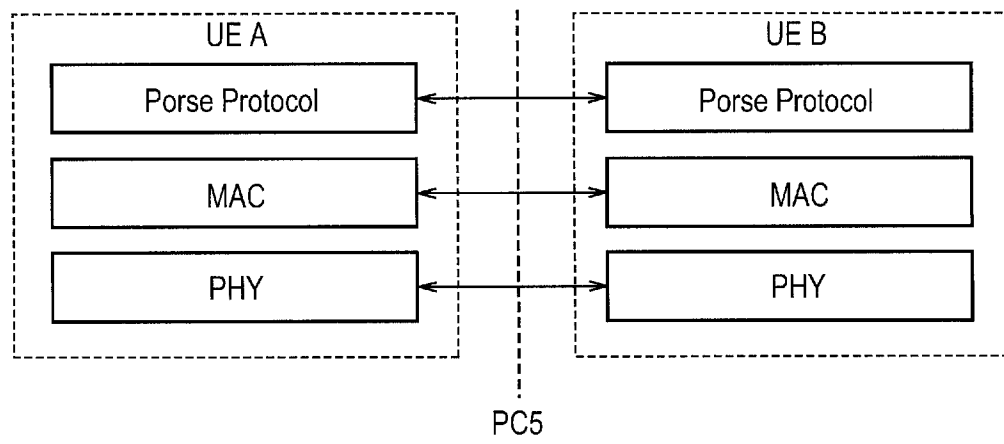 UE A
UE B
Porse Protocol
Porse Protocol
MAC
MAC
PHY
PHY
PC5